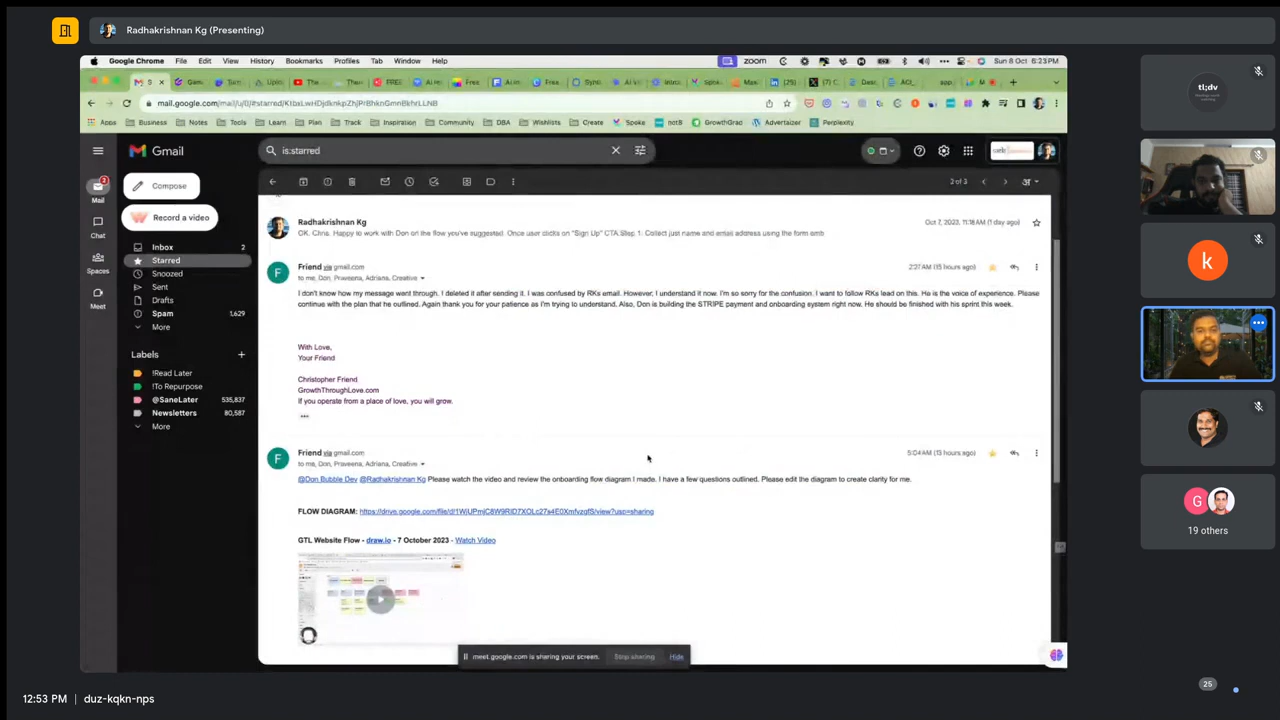 Radhakrishnan Kg (Presenting)
Google Chrome File Edit View History Bookmarks Profiles Tab Window Help
zoom
Sun 8 Oct 6:23PM
mail.google.com/mail/u/0/#starred/
Apps Business Notes Tools Learn Plan Track Inspiration Community DBA Wishlists Create Spoke GrowthGrad Advertaizer Perplexity
Gmail
is:starred
Compose
Record a video
Mail
Chat
Spaces
Meet
Inbox 2
Starred
Snoozed
Sent
Drafts
Spam 1,629
More
Labels
!Read Later
!To Repurpose
@SaneLater 535,837
Newsletters 80,587
More
3 of 3
Radhakrishnan Kg
Oct 7, 2023, 11:18AM (1 day ago)
OK, Chris. Happy to work with Don on the flow you've suggested. Once user clicks on "Sign Up" CTA.Step 1: Collect just name and email address using the form emb
Friend via gmail.com
2:27AM (15 hours ago)
to me, Don, Praveena, Adriana, Creative
I don't know how my message went through. I deleted it after sending it. I was confused by RKs email. However, I understand it now. I'm so sorry for the confusion. I want to follow RKs lead on this. He is the voice of experience. Please
continue with the plan that he outlined. Again thank you for your patience as I'm trying to understand. Also, Don is building the STRIPE payment and onboarding system right now. He should be finished with his sprint this week.
With Love,
Your Friend
Christopher Friend
GrowthThroughLove.com
If you operate from a place of love, you will grow.
•••
Friend via gmail.com
5:04AM (13 hours ago)
to me, Don, Praveena, Adriana, Creative
@Don Bubble Dev @Radhakrishnan Kg Please watch the video and review the onboarding flow diagram I made. I have a few questions outlined. Please edit the diagram to create clarity for me.
FLOW DIAGRAM:
GTL Website Flow - draw.io - 7 October 2023 - Watch Video
meet.google.com is sharing your screen. Stop sharing Hide
tl;dv
k
G
19 others
25
12:53 PM | duz-kqkn-nps